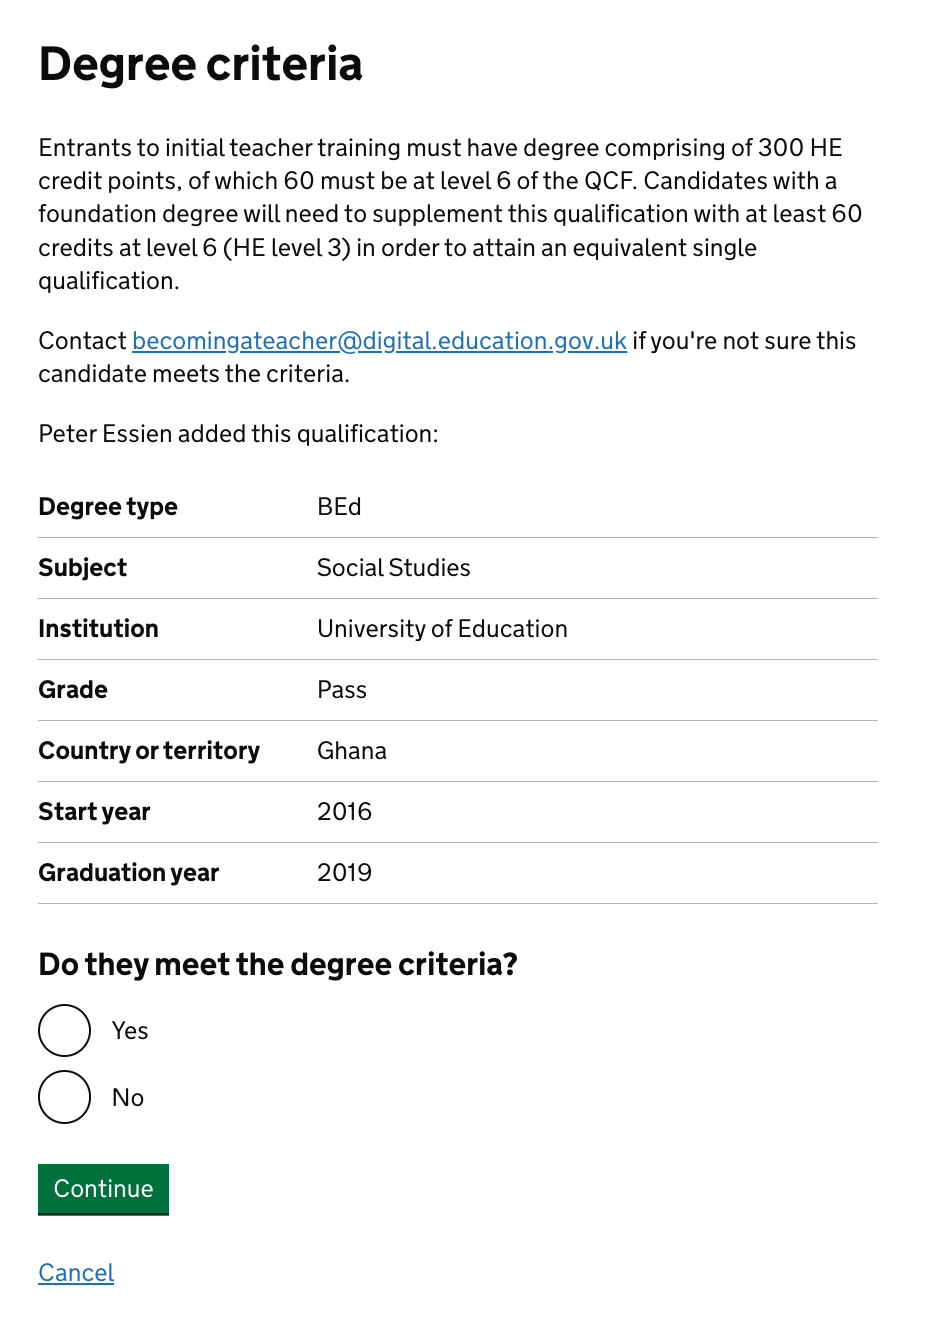 Degree criteria
Entrants to initial teacher training must have degree comprising of 300 HE
credit points, of which 60 must be at level 6 of the QCF. Candidates with a
foundation degree will need to supplement this qualification with at least 60
credits at level 6 (HE level 3) in order to attain an equivalent single
qualification.
Contact becomingateacher@digital.education.gov.uk if you're not sure this
candidate meets the criteria.
Peter Essien added this qualification:
Degree type BEd
Subject Social Studies
Institution University of Education
Grade Pass
Country or territory Ghana
Start year 2016
Graduation year 2019
Do they meet the degree criteria?
Yes
No
Continue
Cancel